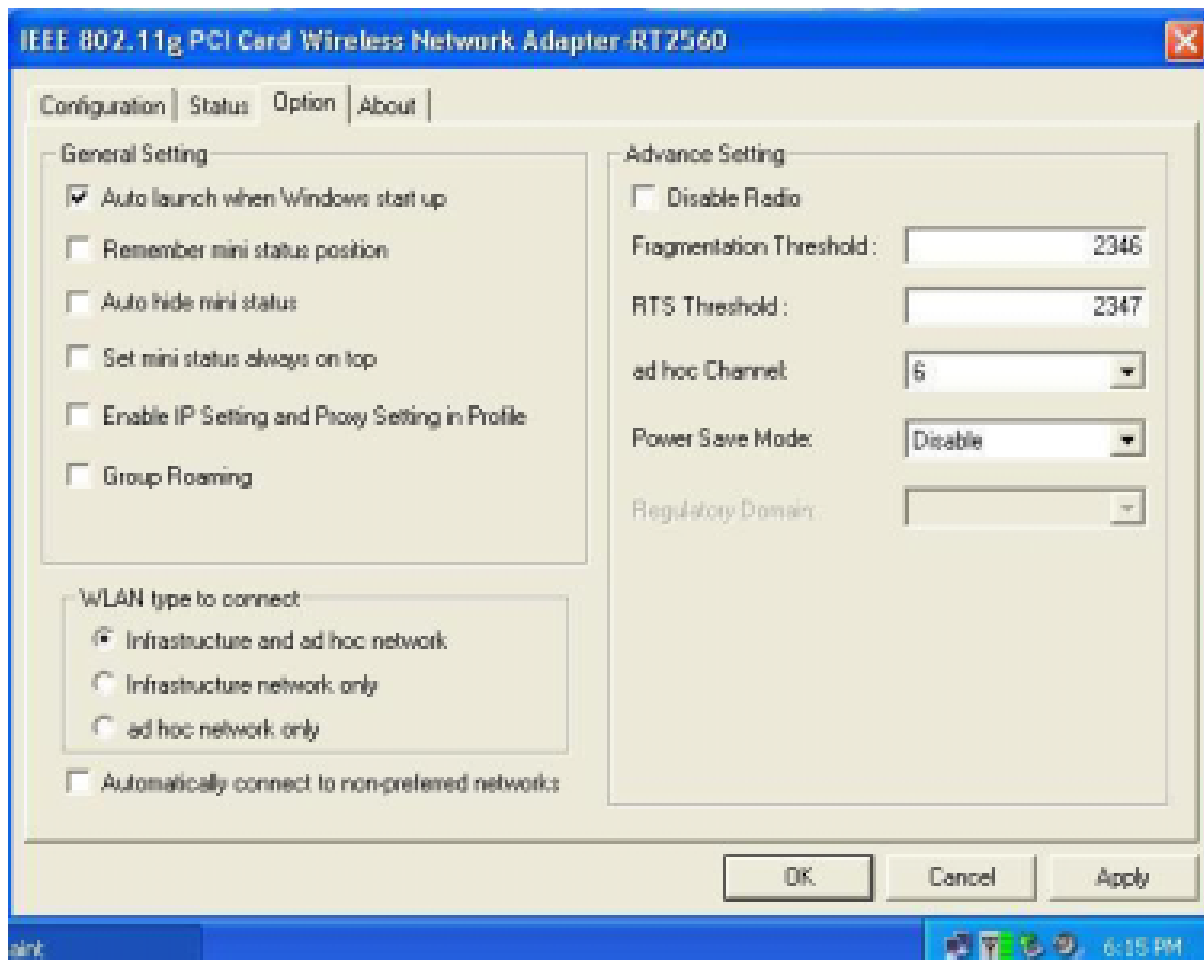 IEEE 802.11g PCI Card Wireless Network Adapter-RT2560
Configuration
Status
Option
About
General Setting
Auto launch when Windows start up
Remember mini status position
Auto hide mini status
Set mini status always on top
Enable IP Setting and Proxy Setting in Profile
Group Roaming
WLAN type to connect
Infrastructure and ad hoc network
Infrastructure network only
ad hoc network only
Automatically connect to non-preferred networks
Advance Setting
Disable Radio
Fragmentation Threshold : 2346
RTS Threshold : 2347
ad hoc Channel: 6
Power Save Mode: Disable
Regulatory Domain:
OK
Cancel
Apply
aint
6:15 PM